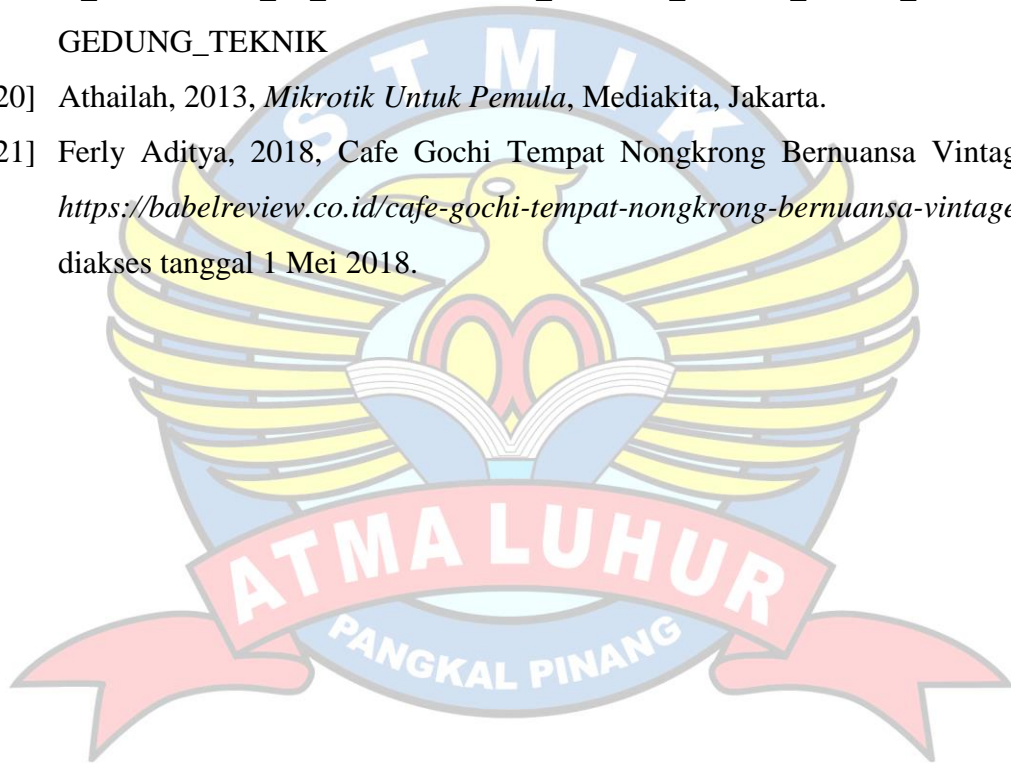 GEDUNG_TEKNIK
20] Athailah, 2013, Mikrotik Untuk Pemula, Mediakita, Jakarta.
21] Ferly Aditya, 2018, Cafe Gochi Tempat Nongkrong Bernuansa Vintag
https://babelreview.co.id/cafe-gochi-tempat-nongkrong-bernuansa-vintage
diakses tanggal 1 Mei 2018.
STMIK
ATMA LUHUR
PANGKAL PINANG